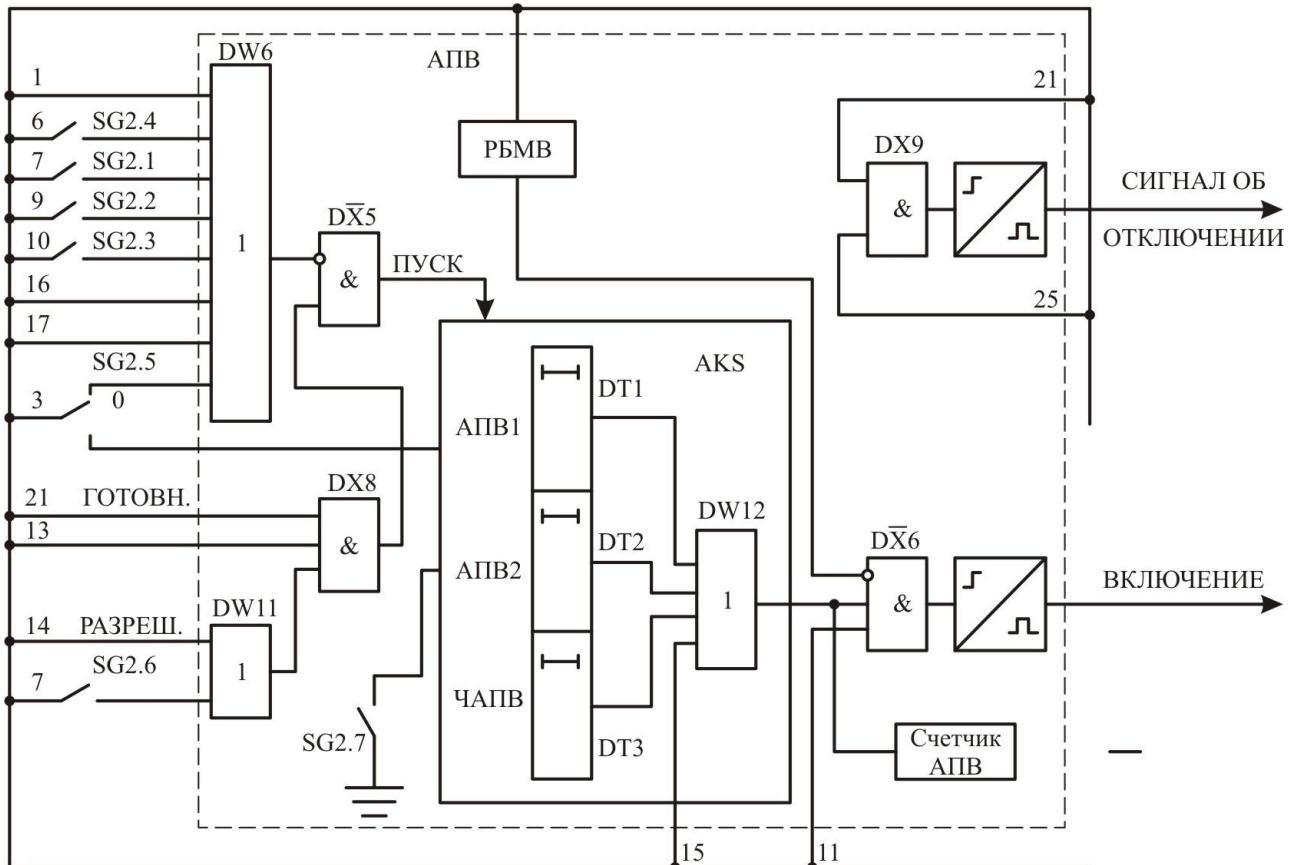 DW6
АПВ
1
6 SG2.4
7 SG2.1
9 SG2.2
10 SG2.3
16
17
SG2.5
3 0
1
DX̅5
&
ПУСК
РБМВ
21
DX9
&
25
СИГНАЛ ОБ
ОТКЛЮЧЕНИИ
AKS
DT1
АПВ1
21 ГОТОВН.
13
DX8
&
DW12
1
DT2
АПВ2
DX̅6
&
ВКЛЮЧЕНИЕ
DW11
14 РАЗРЕШ.
1
7 SG2.6
SG2.7
ЧАПВ
DT3
Счетчик
АПВ
15
11